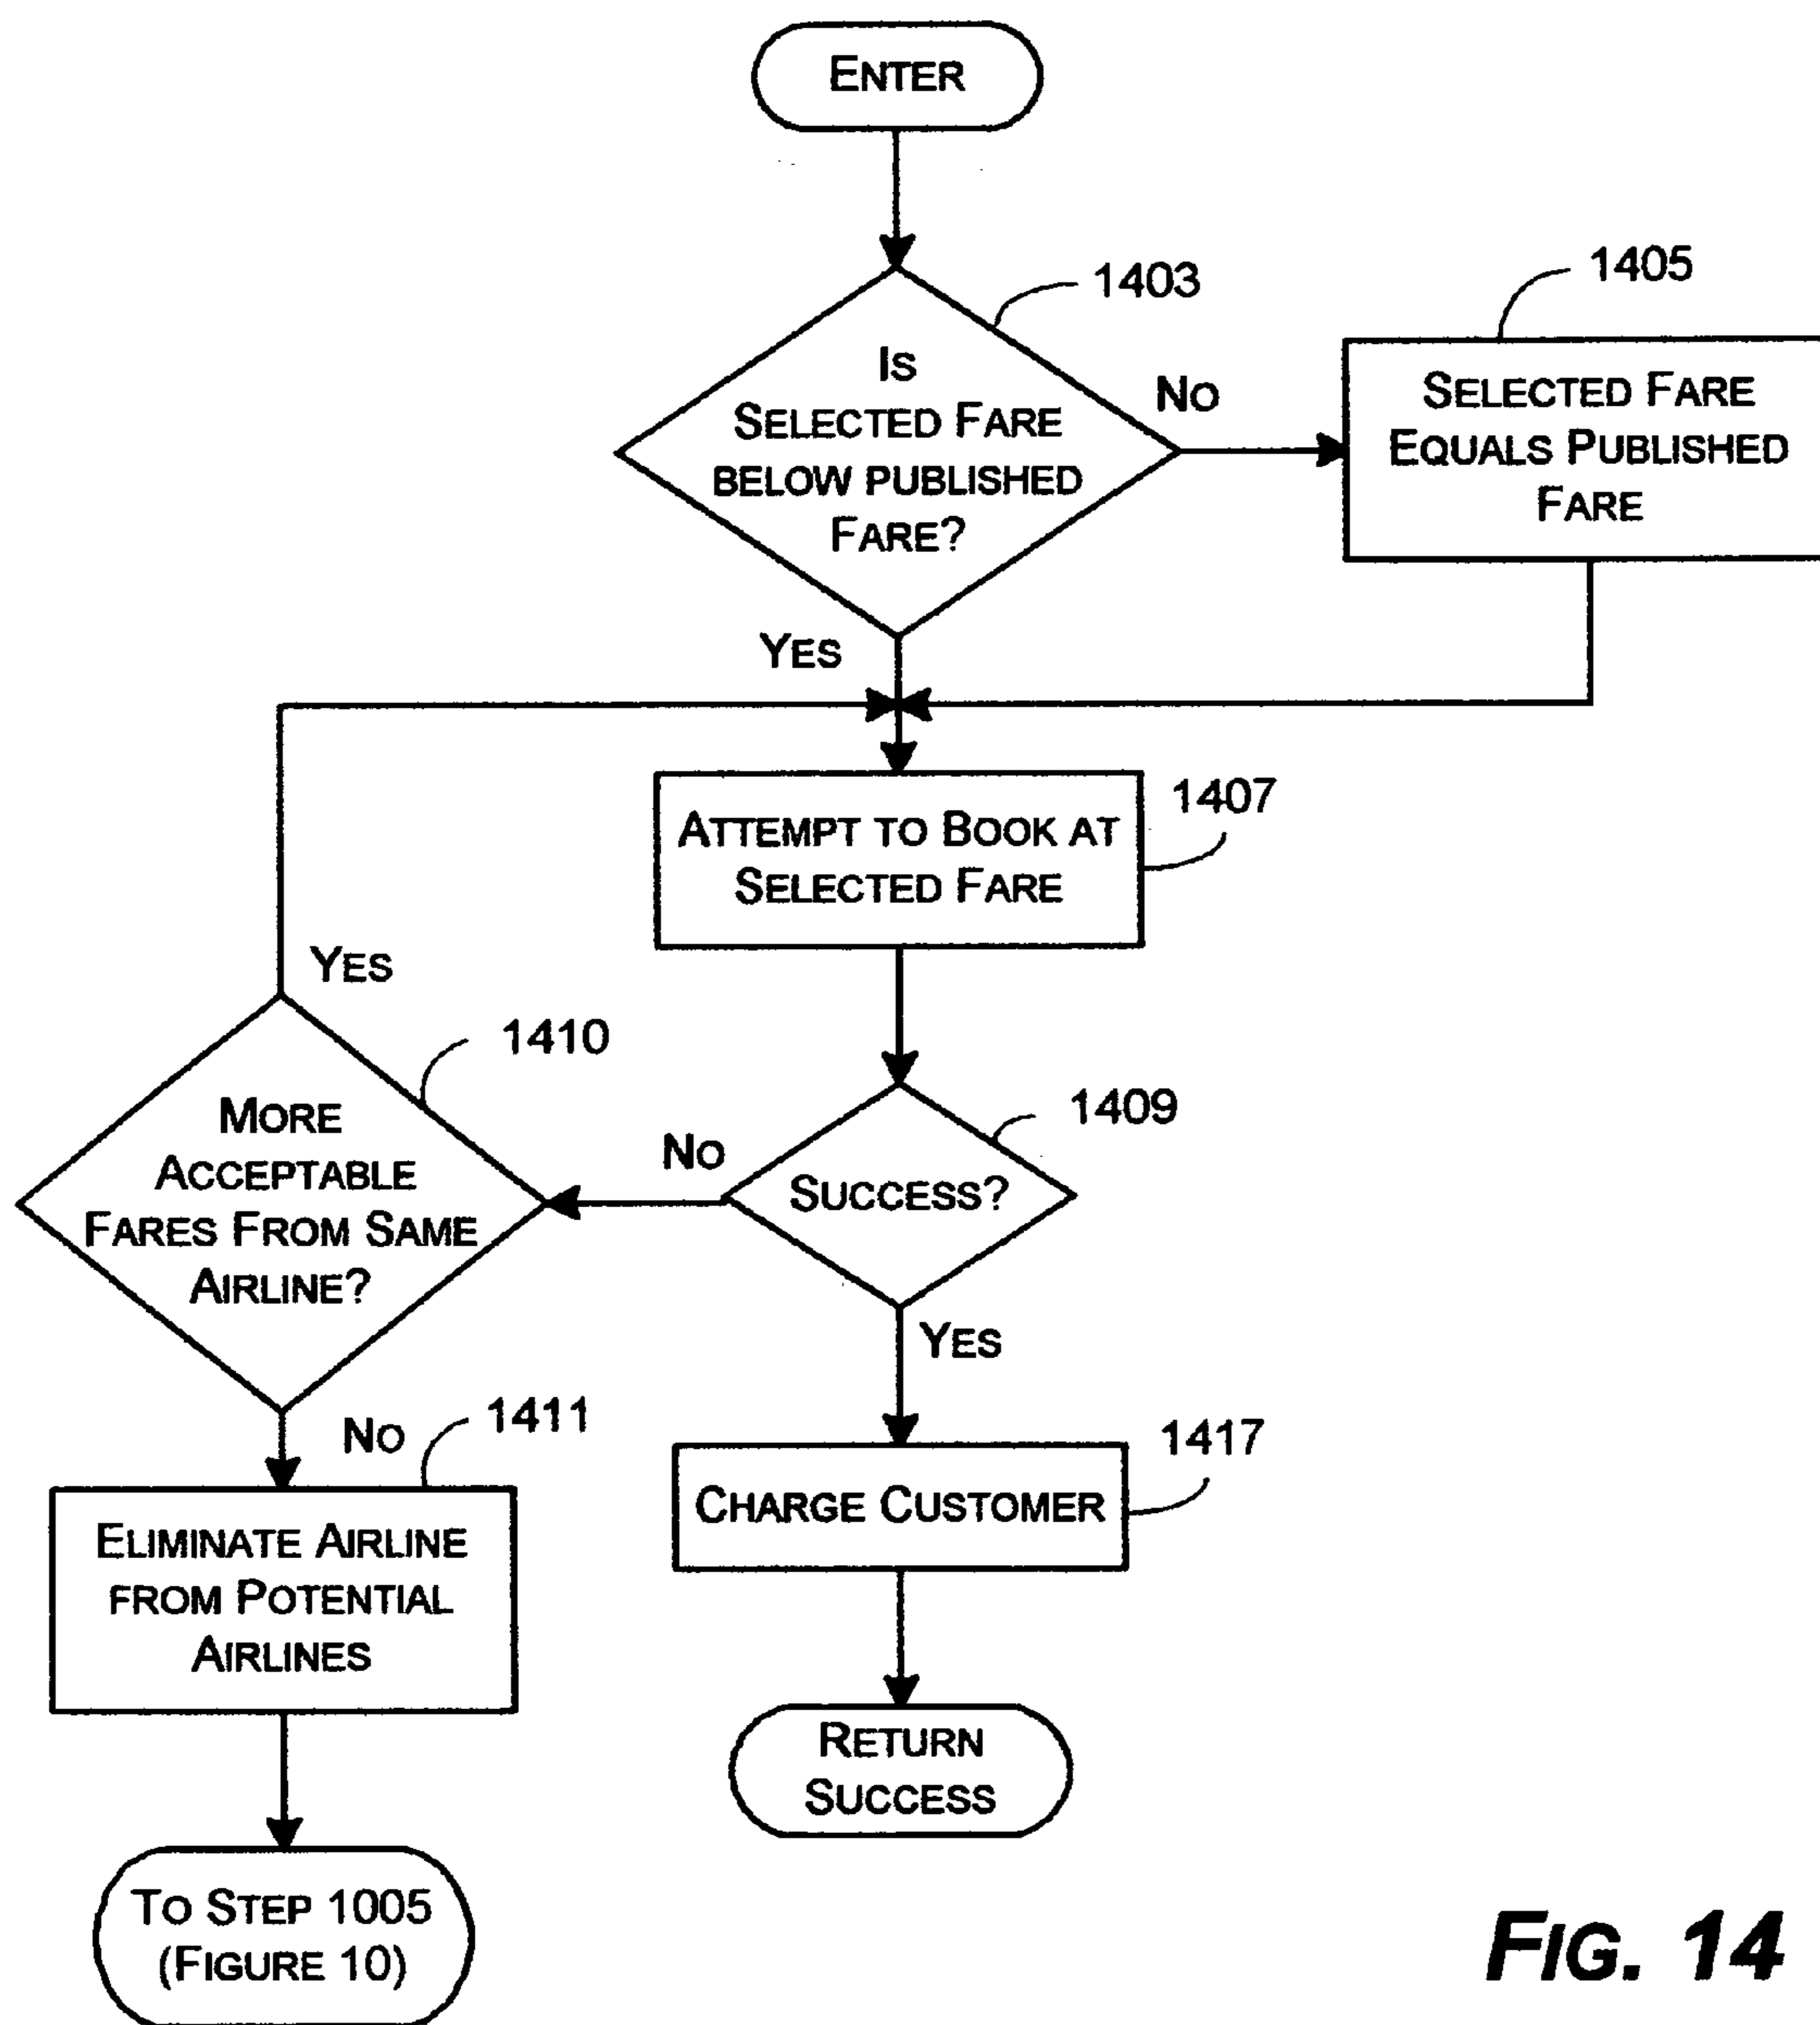 ENTER
1403
IS
SELECTED FARE
BELOW PUBLISHED
FARE?
NO
1405
SELECTED FARE
EQUALS PUBLISHED
FARE
YES
1407
ATTEMPT TO BOOK AT
SELECTED FARE
YES
1410
MORE
ACCEPTABLE
FARES FROM SAME
AIRLINE?
NO
1409
SUCCESS?
YES
NO
1411
ELIMINATE AIRLINE
FROM POTENTIAL
AIRLINES
1417
CHARGE CUSTOMER
RETURN
SUCCESS
TO STEP 1005
(FIGURE 10)
FIG. 14